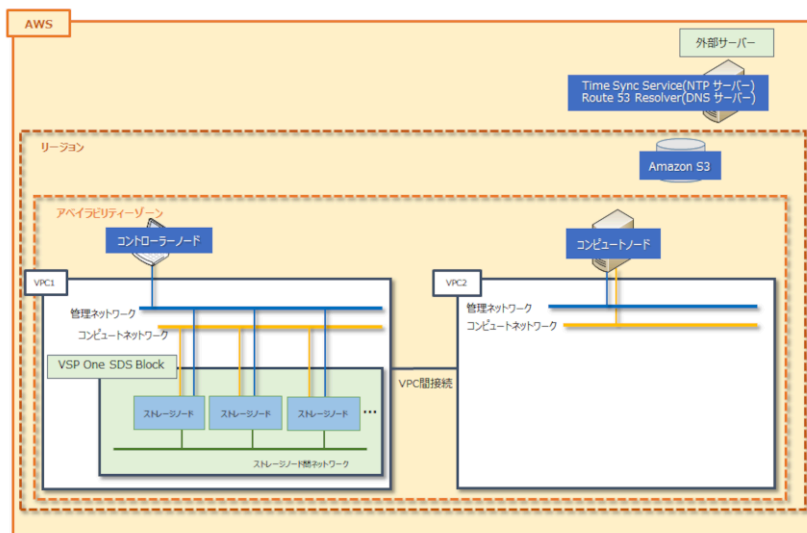 AWS
外部サーバー
Time Sync Service(NTP サーバー)
Route 53 Resolver(DNS サーバー)
リージョン
Amazon S3
アベイラビリティーゾーン
コントローラーノード
コンピュートノード
VPC1
VPC2
管理ネットワーク
コンピュートネットワーク
管理ネットワーク
コンピュートネットワーク
VSP One SDS Block
VPC間接続
ストレージノード
ストレージノード
ストレージノード
•••
ストレージノード間ネットワーク